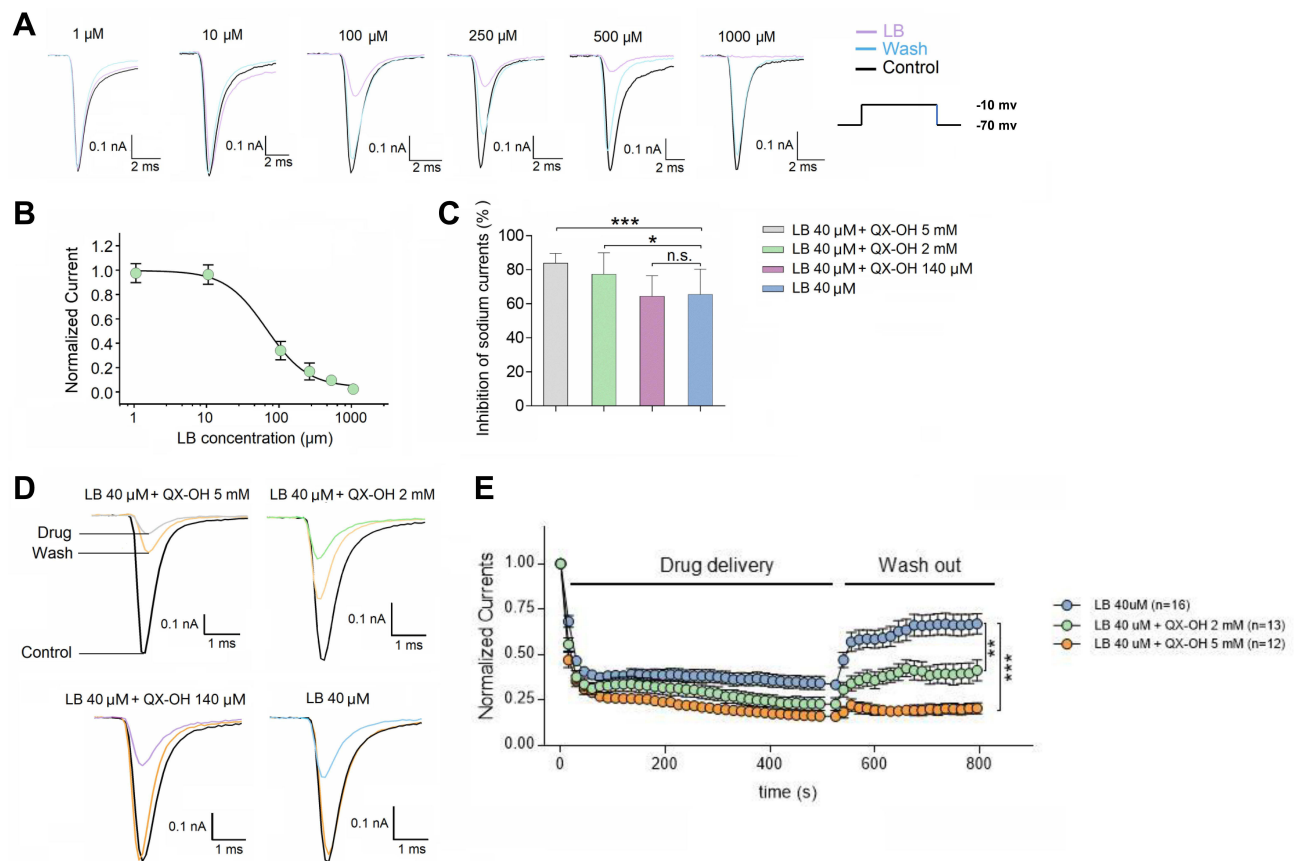 A
1 μM
10 μM
100 μM
250 μM
500 μM
1000 μM
LB
Wash
Control
-10 mv
-70 mv
0.1 nA
2 ms
0.1 nA
2 ms
0.1 nA
2 ms
0.1 nA
2 ms
0.1 nA
2 ms
0.1 nA
2 ms
B
Normalized Current
1.2
1.0
0.8
0.6
0.4
0.2
0.0
1
10
100
1000
LB concentration (μm)
C
Inhibition of sodium currents (%)
100
80
60
40
20
0
***
*
n.s.
LB 40 μM + QX-OH 5 mM
LB 40 μM + QX-OH 2 mM
LB 40 μM + QX-OH 140 μM
LB 40 μM
D
LB 40 μM + QX-OH 5 mM
LB 40 μM + QX-OH 2 mM
Drug
Wash
Control
0.1 nA
1 ms
0.1 nA
1 ms
LB 40 μM + QX-OH 140 μM
LB 40 μM
0.1 nA
1 ms
0.1 nA
1 ms
E
Normalized Currents
1.00
0.75
0.50
0.25
0.00
Drug delivery
Wash out
**
***
0
200
400
600
800
time (s)
LB 40uM (n=16)
LB 40 uM + QX-OH 2 mM (n=13)
LB 40 uM + QX-OH 5 mM (n=12)